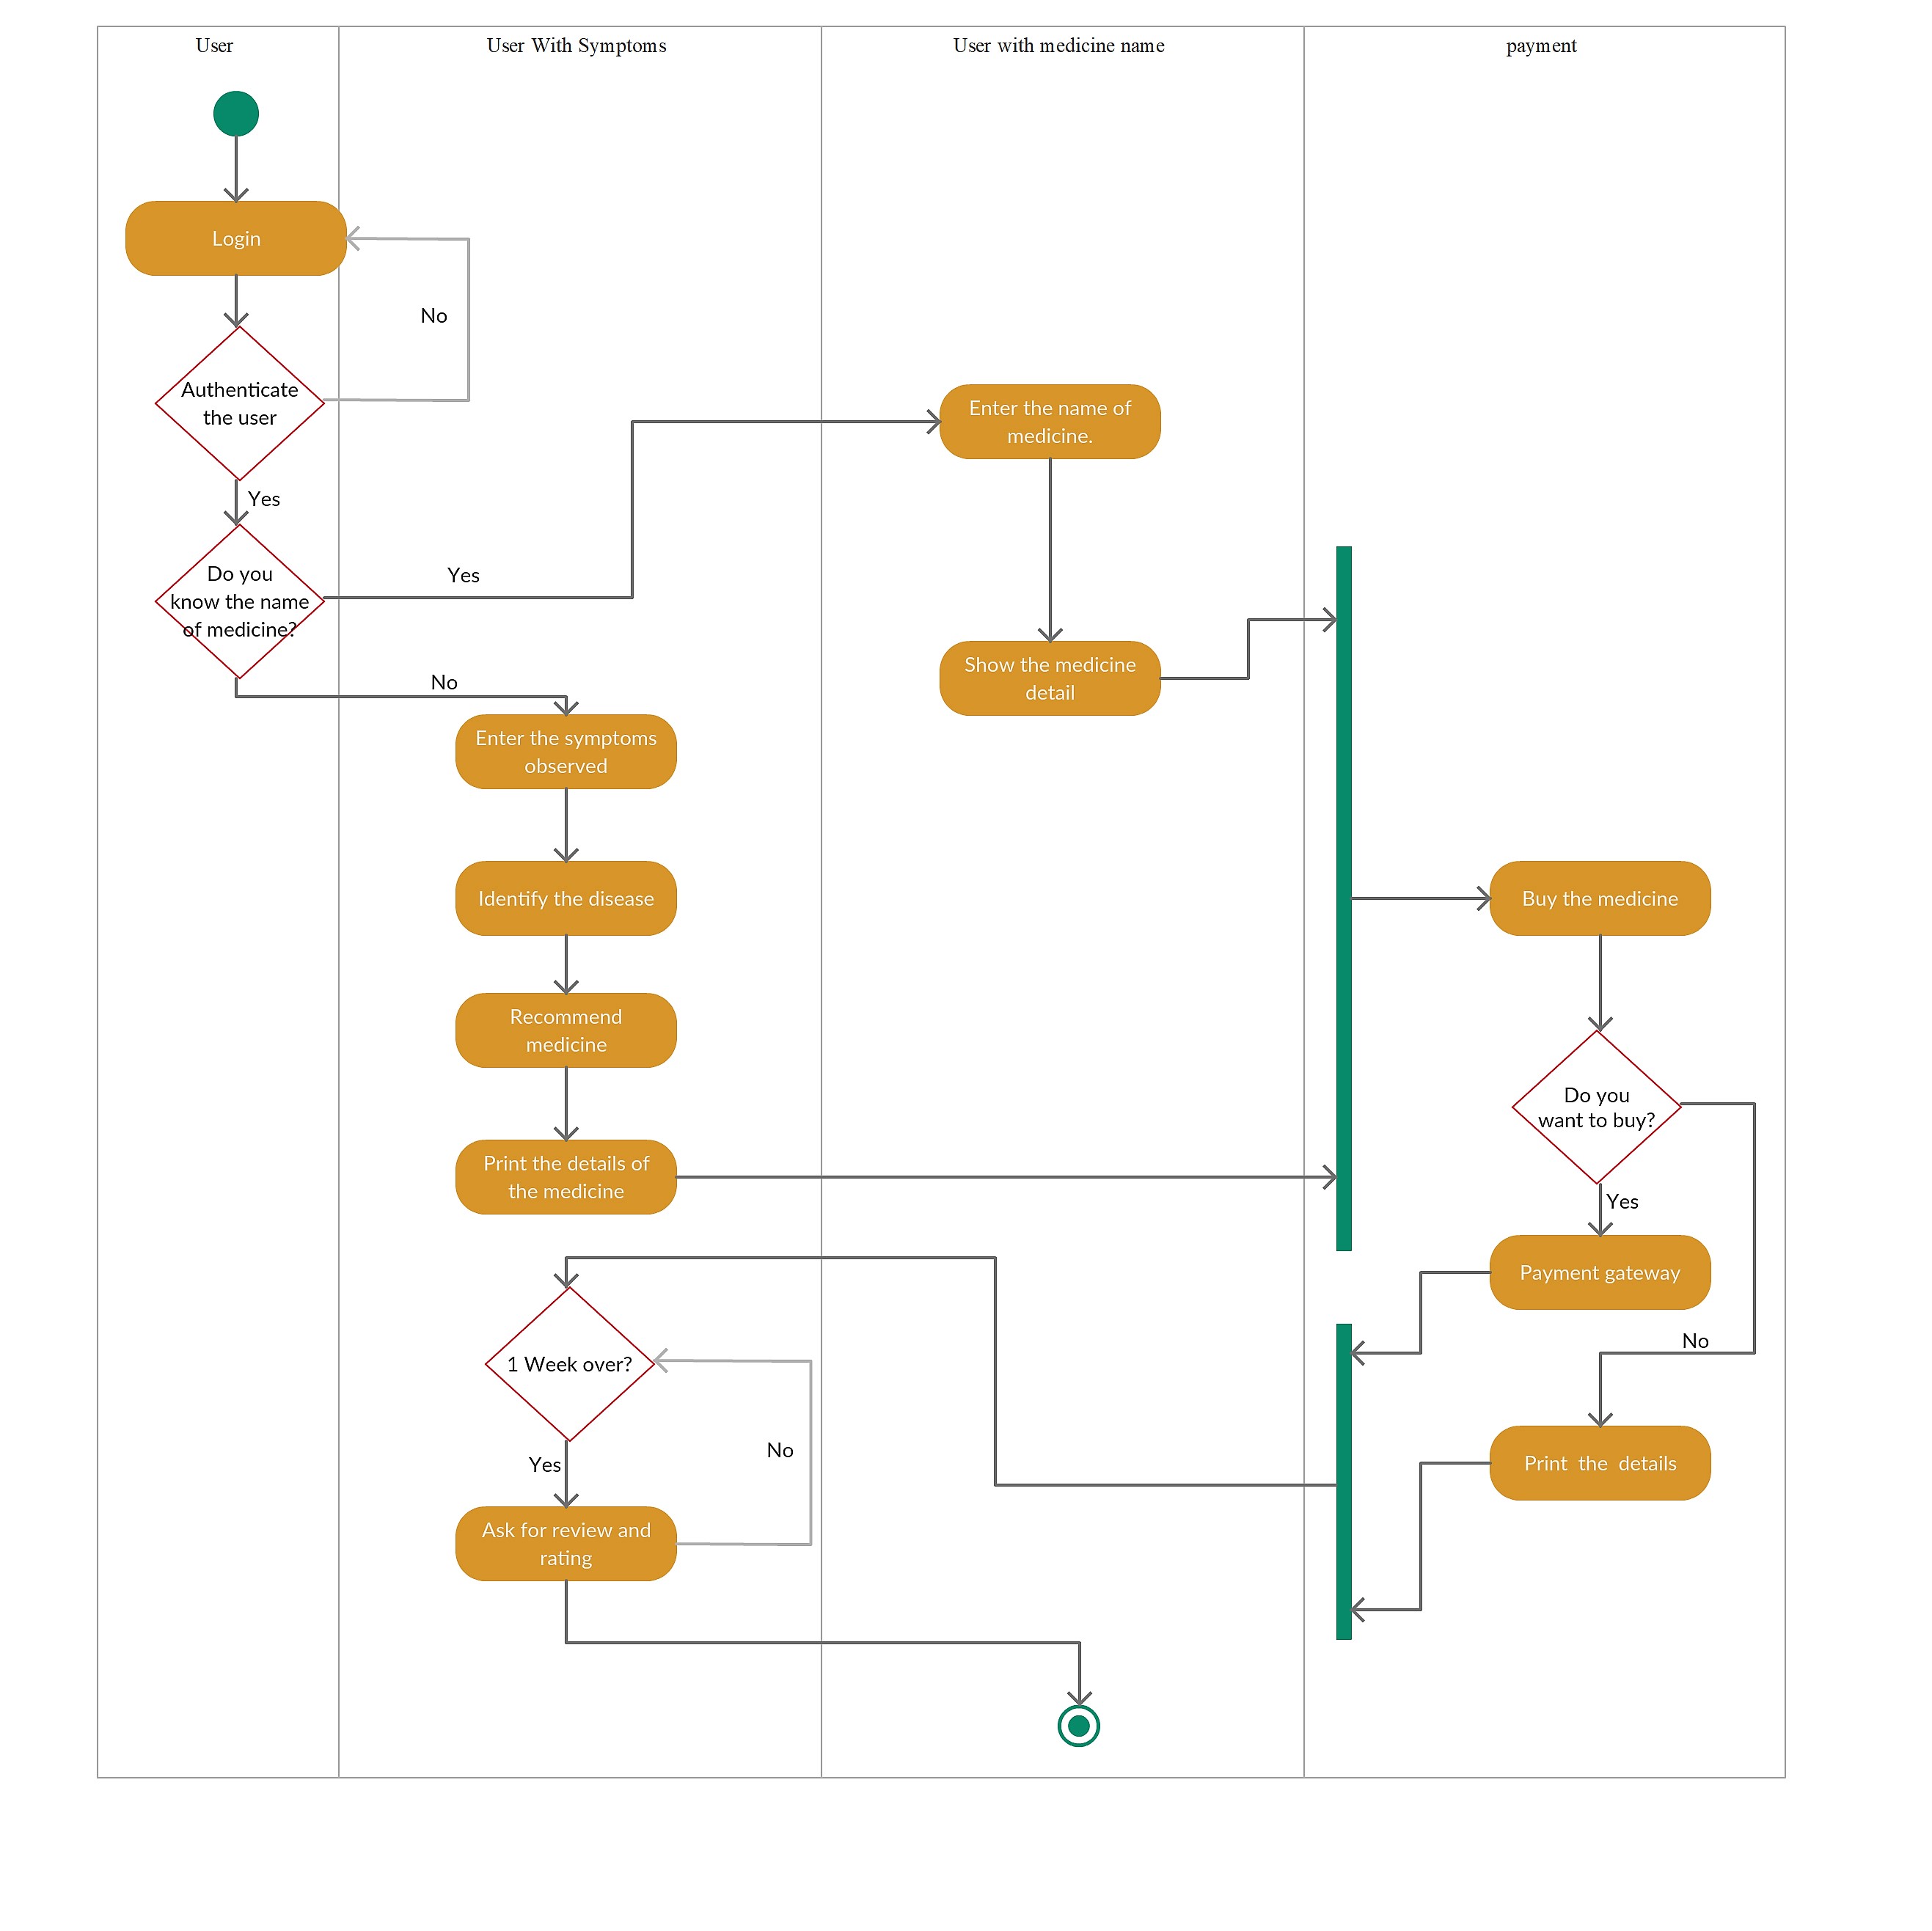 User
User With Symptoms
User with medicine name
payment
Login
No
Authenticate
the user
Yes
Enter the name of
medicine.
Do you
know the name
of medicine?
Yes
No
Show the medicine
detail
Enter the symptoms
observed
Identify the disease
Buy the medicine
Recommend
medicine
Do you
want to buy?
Print the details of
the medicine
Yes
Payment gateway
No
1 Week over?
No
Yes
Print the details
Ask for review and
rating